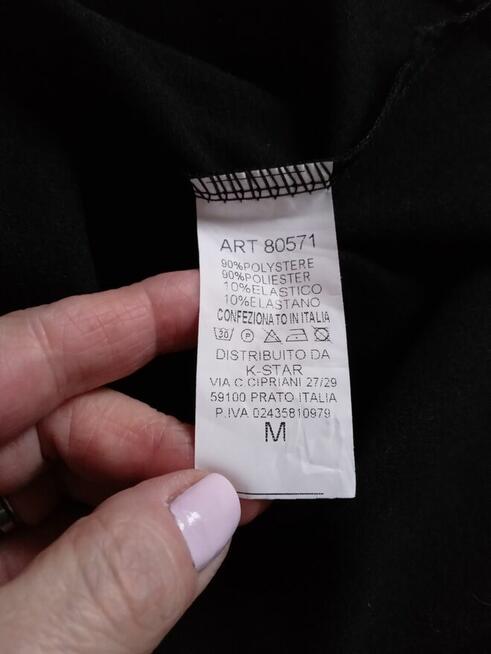 ART 80571
90%POLYSTERE
90%POLIESTER
10%ELASTICO
10%ELASTANO
CONFEZIONATO IN ITALIA
30 P
DISTRIBUITO DA
K-STAR
VIA C CIPRIANI 27/29
59100 PRATO ITALIA
P.IVA 02435810979
M